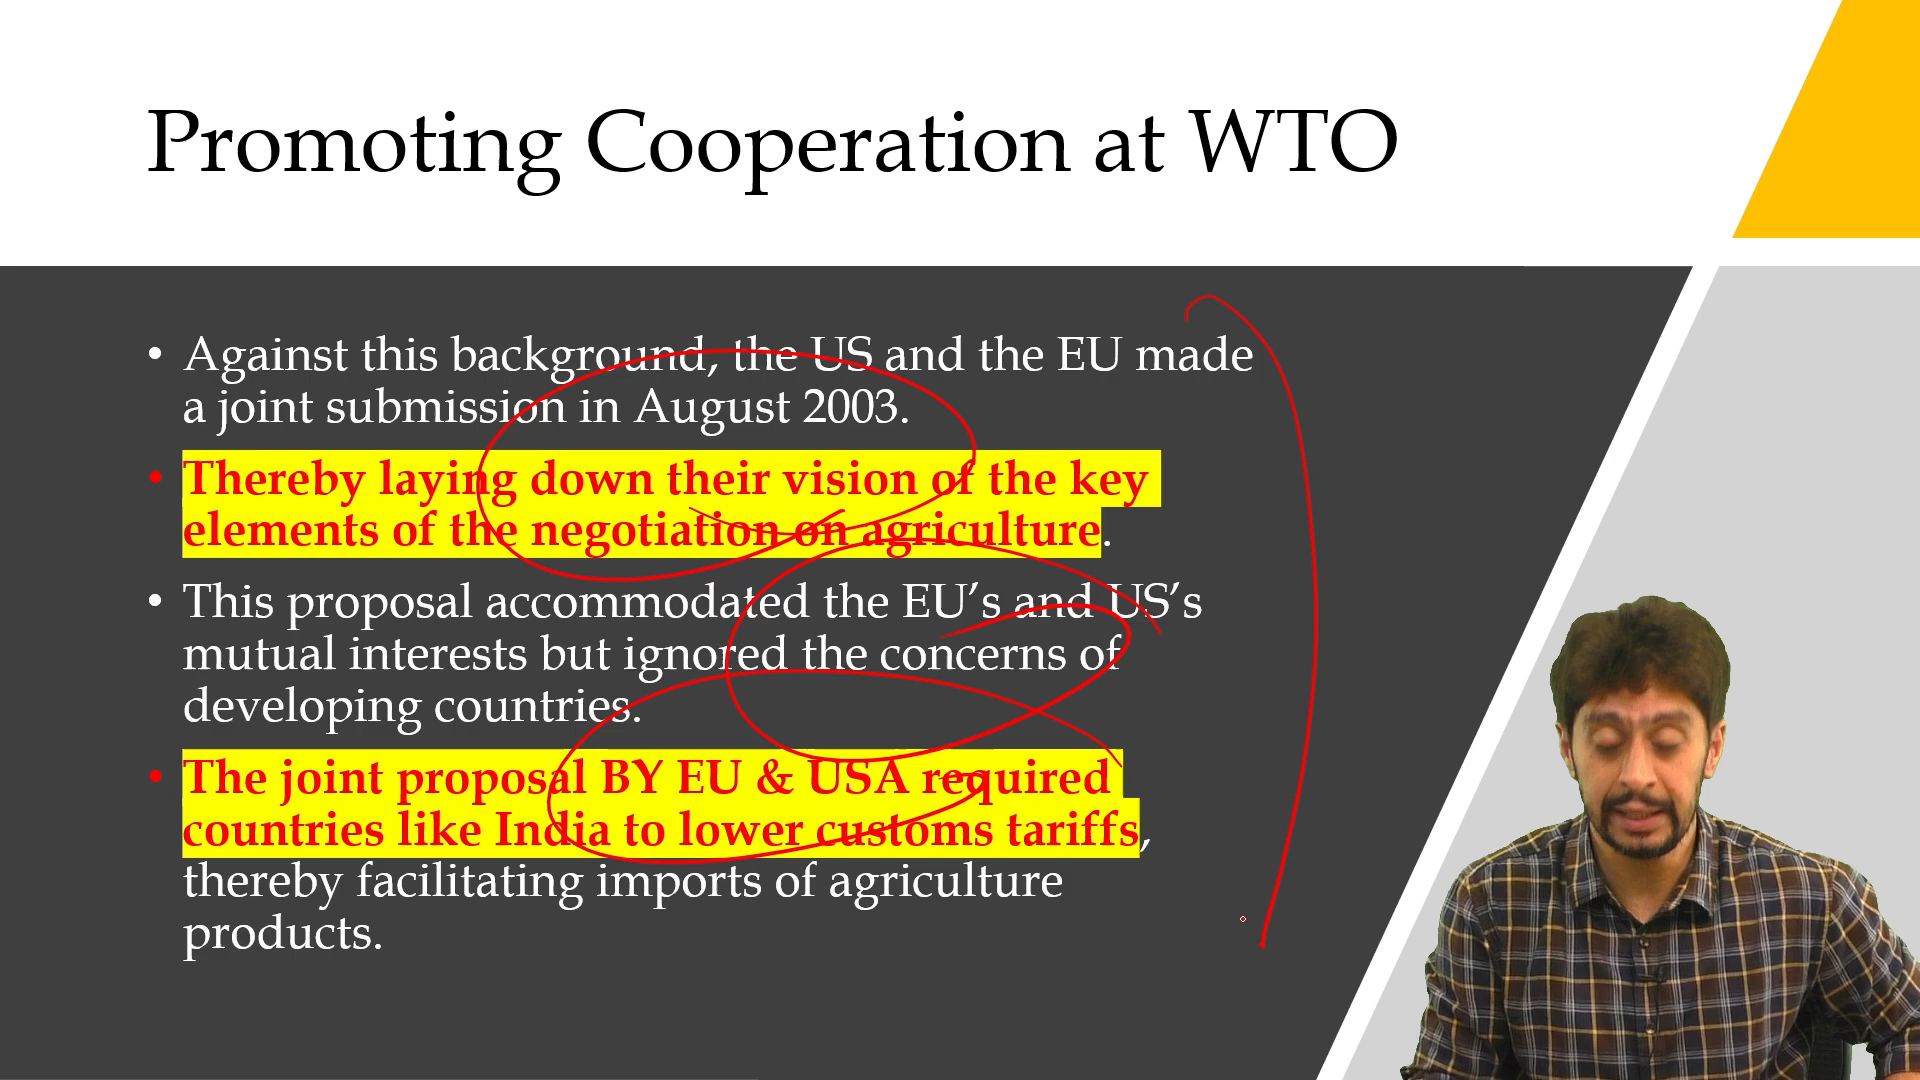 Promoting Cooperation at WTO
• Against this background, the US and the EU made
a joint submission in August 2003.
• Thereby laying down their vision of the key
elements of the negotiation on agriculture.
• This proposal accommodated the EU’s and US’s
mutual interests but ignored the concerns of
developing countries.
• The joint proposal BY EU & USA required
countries like India to lower customs tariffs,
thereby facilitating imports of agriculture
products.